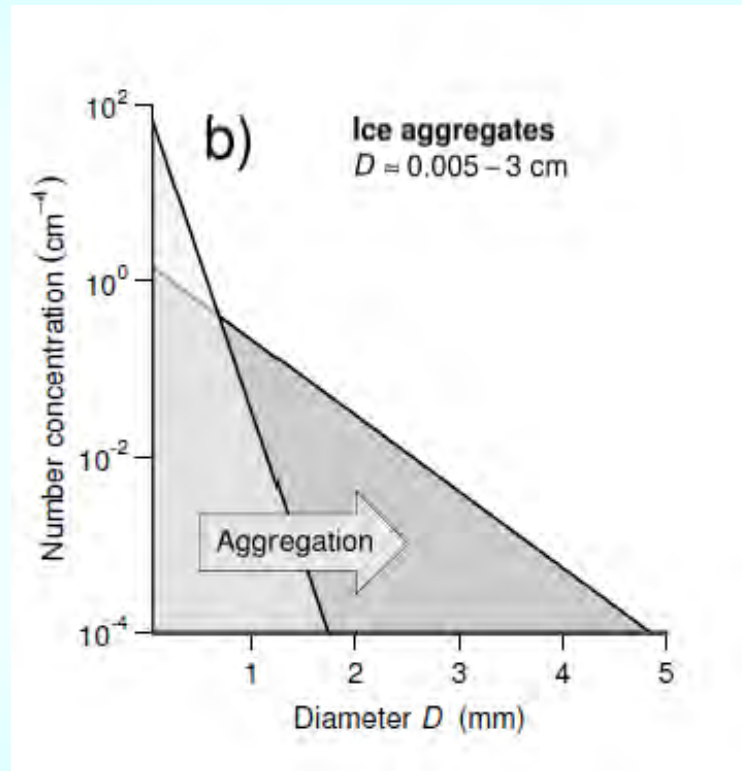 b)
Ice aggregates
D = 0.005 – 3 cm
Number concentration (cm⁻⁴)
10²
10⁰
10⁻²
10⁻⁴
Aggregation
1 2 3 4 5
Diameter D (mm)